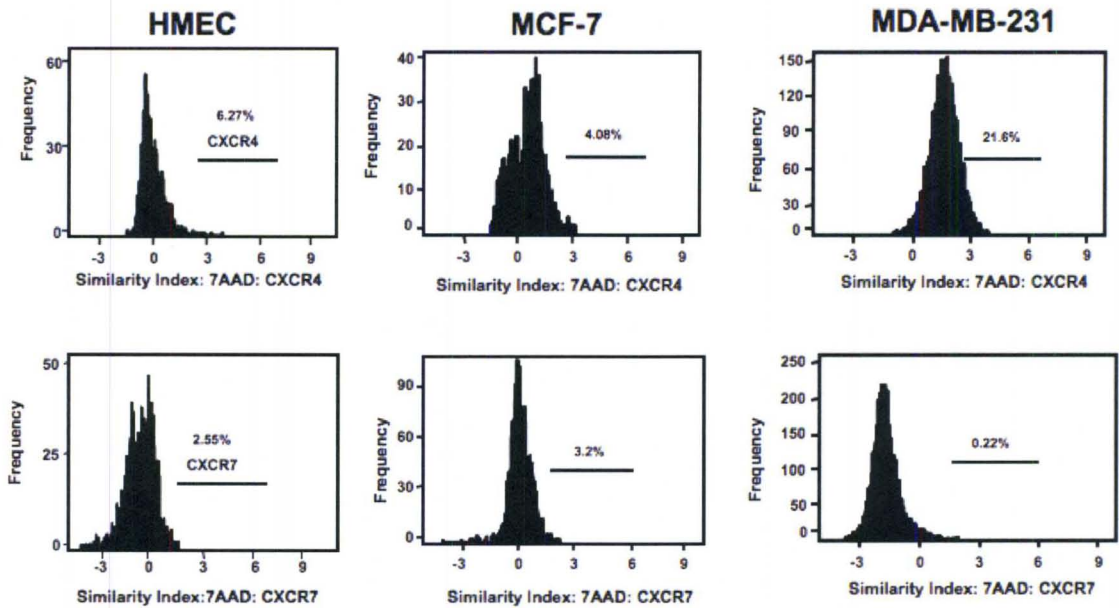 HMEC
MCF-7
MDA-MB-231
60
30
0
Frequency
6.27%
CXCR4
-3 0 3 6 9
Similarity Index: 7AAD: CXCR4
40
30
20
10
0
Frequency
4.08%
-3 0 3 6 9
Similarity Index: 7AAD: CXCR4
150
120
90
60
30
0
Frequency
21.6%
-3 0 3 6 9
Similarity Index: 7AAD: CXCR4
50
25
0
Frequency
2.55%
CXCR7
-3 0 3 6 9
Similarity Index:7AAD: CXCR7
90
60
30
0
Frequency
3.2%
-3 0 3 6 9
Similarity Index: 7AAD: CXCR7
250
200
150
100
50
0
Frequency
0.22%
-3 0 3 6 9
Similarity Index: 7AAD: CXCR7